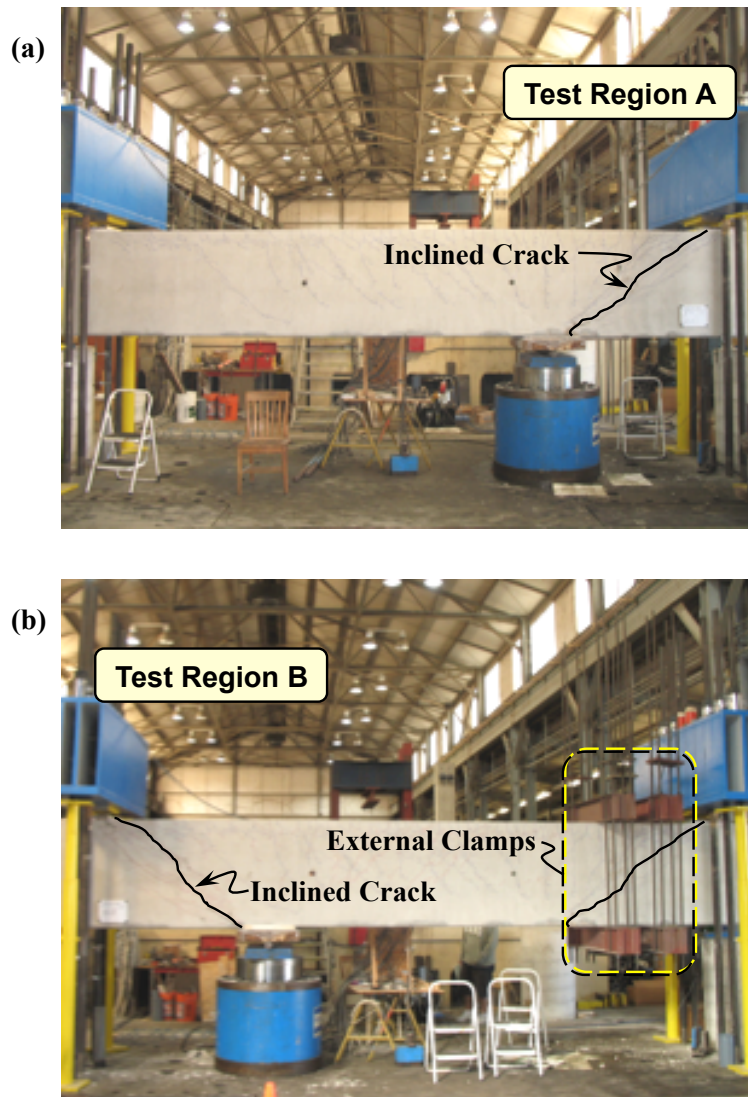 (a)
Test Region A
Inclined Crack
(b)
Test Region B
External Clamps
Inclined Crack